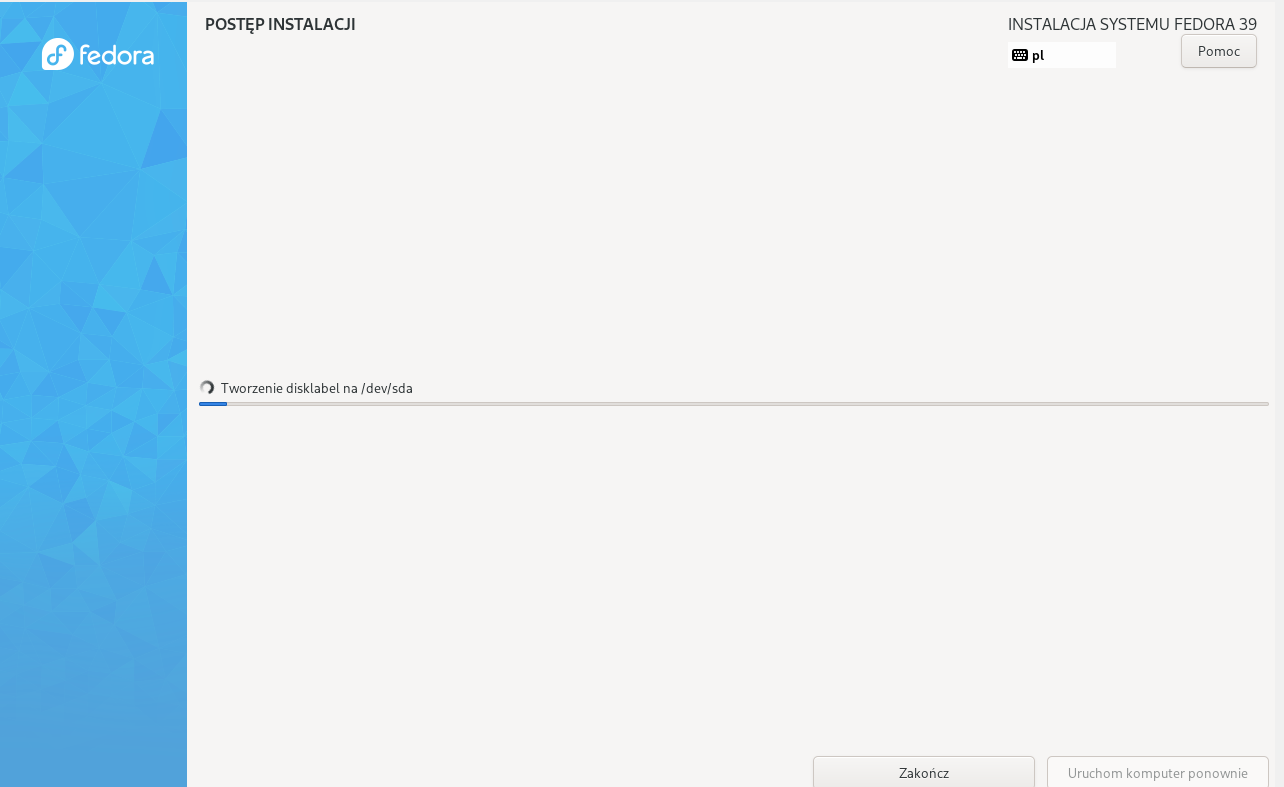 fedora
POSTĘP INSTALACJI
INSTALACJA SYSTEMU FEDORA 39
pl
Pomoc
Tworzenie disklabel na /dev/sda
Zakończ
Uruchom komputer ponownie